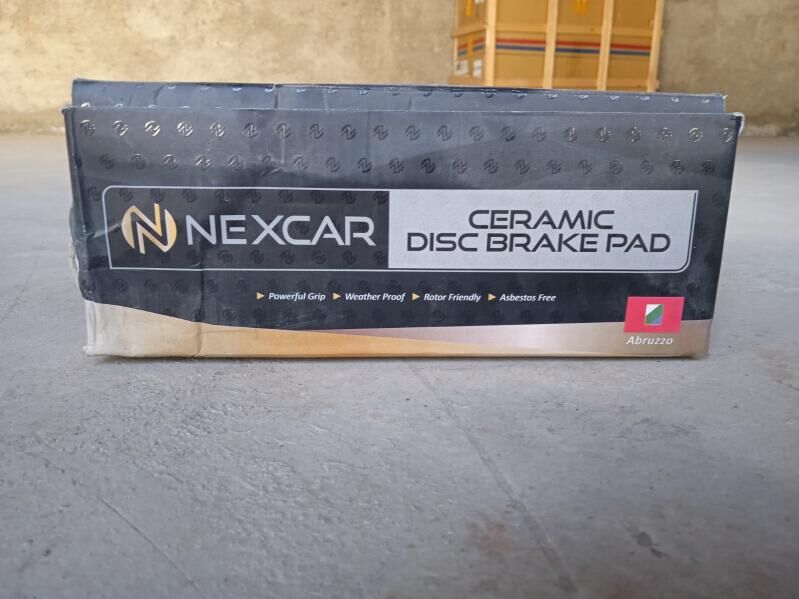 NEXCAR
CERAMIC
DISC BRAKE PAD
Powerful Grip Weather Proof Rotor Friendly Asbestos Free
Abruzzo